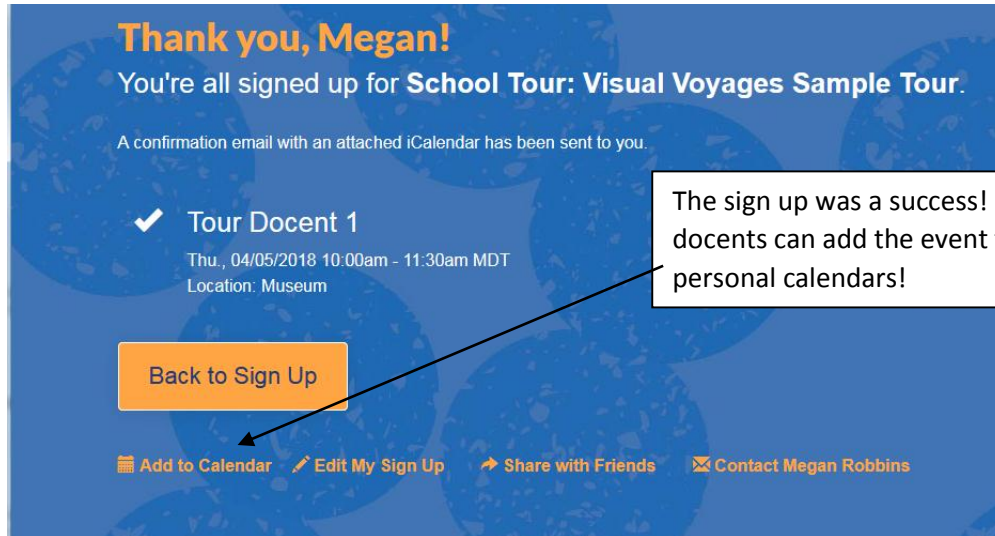 Thank you, Megan!
You're all signed up for School Tour: Visual Voyages Sample Tour.
A confirmation email with an attached iCalendar has been sent to you.
Tour Docent 1
Thu., 04/05/2018 10:00am - 11:30am MDT
Location: Museum
The sign up was a success!
docents can add the event
personal calendars!
Back to Sign Up
Add to Calendar Edit My Sign Up Share with Friends Contact Megan Robbins